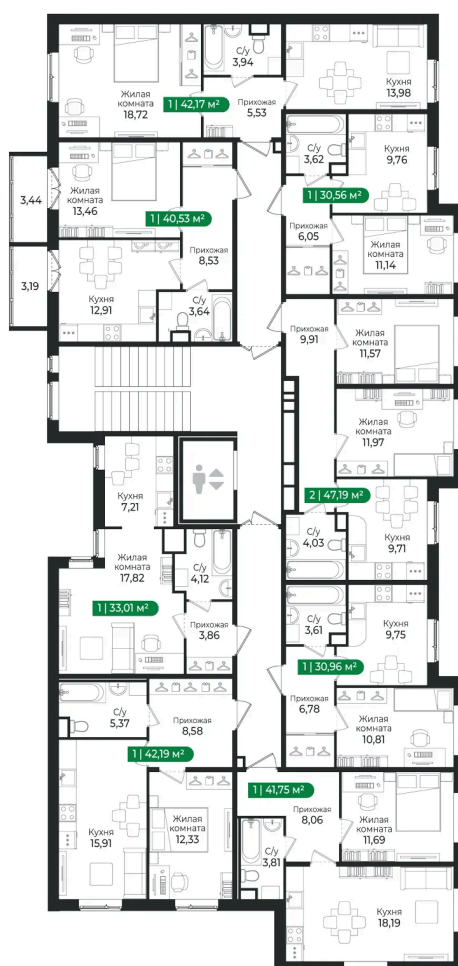 С/у
3,94
Жилая
комната
18,72
1 | 42,17 м²
Прихожая
5,53
Кухня
13,98
С/у
3,62
Кухня
9,76
3,44
Жилая
комната
13,46
1 | 40,53 м²
1 | 30,56 м²
Прихожая
6,05
Жилая
комната
11,14
Прихожая
8,53
3,19
Кухня
12,91
С/у
3,64
Прихожая
9,91
Жилая
комната
11,57
Жилая
комната
11,97
Кухня
7,21
2 | 47,19 м²
С/у
4,03
Кухня
9,71
Жилая
комната
17,82
С/у
4,12
1 | 33,01 м²
Прихожая
3,86
С/у
3,61
Кухня
9,75
1 | 30,96 м²
Прихожая
6,78
С/у
5,37
Прихожая
8,58
Жилая
комната
10,81
1 | 42,19 м²
1 | 41,75 м²
Прихожая
8,06
Жилая
комната
11,69
Кухня
15,91
Жилая
комната
12,33
С/у
3,81
Кухня
18,19